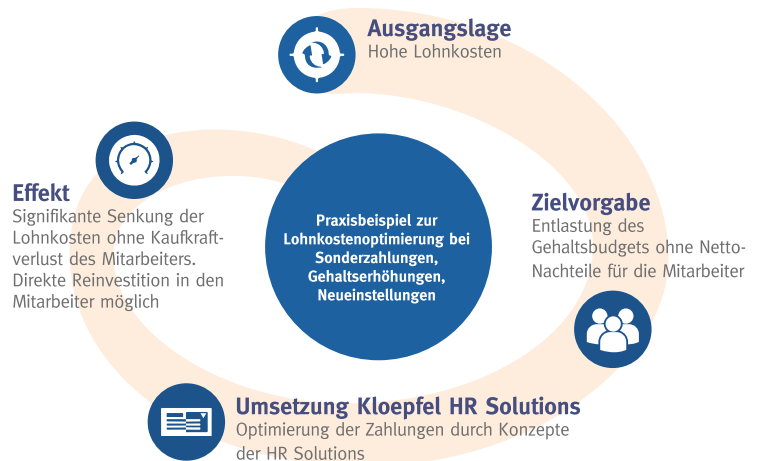 Ausgangslage
Hohe Lohnkosten
Zielvorgabe
Entlastung des
Gehaltsbudgets ohne Netto-
Nachteile für die Mitarbeiter
Umsetzung Kloepfel HR Solutions
Optimierung der Zahlungen durch Konzepte
der HR Solutions
Effekt
Signifikante Senkung der
Lohnkosten ohne Kaufkraft-
verlust des Mitarbeiters.
Direkte Reinvestition in den
Mitarbeiter möglich
Praxisbeispiel zur
Lohnkostenoptimierung bei
Sonderzahlungen,
Gehaltserhöhungen,
Neueinstellungen